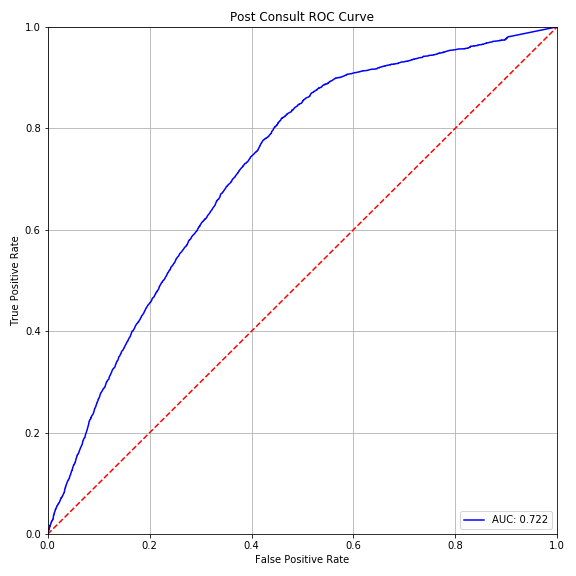 Post Consult ROC Curve
True Positive Rate
1.0
0.8
0.6
0.4
0.2
0.0
AUC: 0.722
0.0 0.2 0.4 0.6 0.8 1.0
False Positive Rate